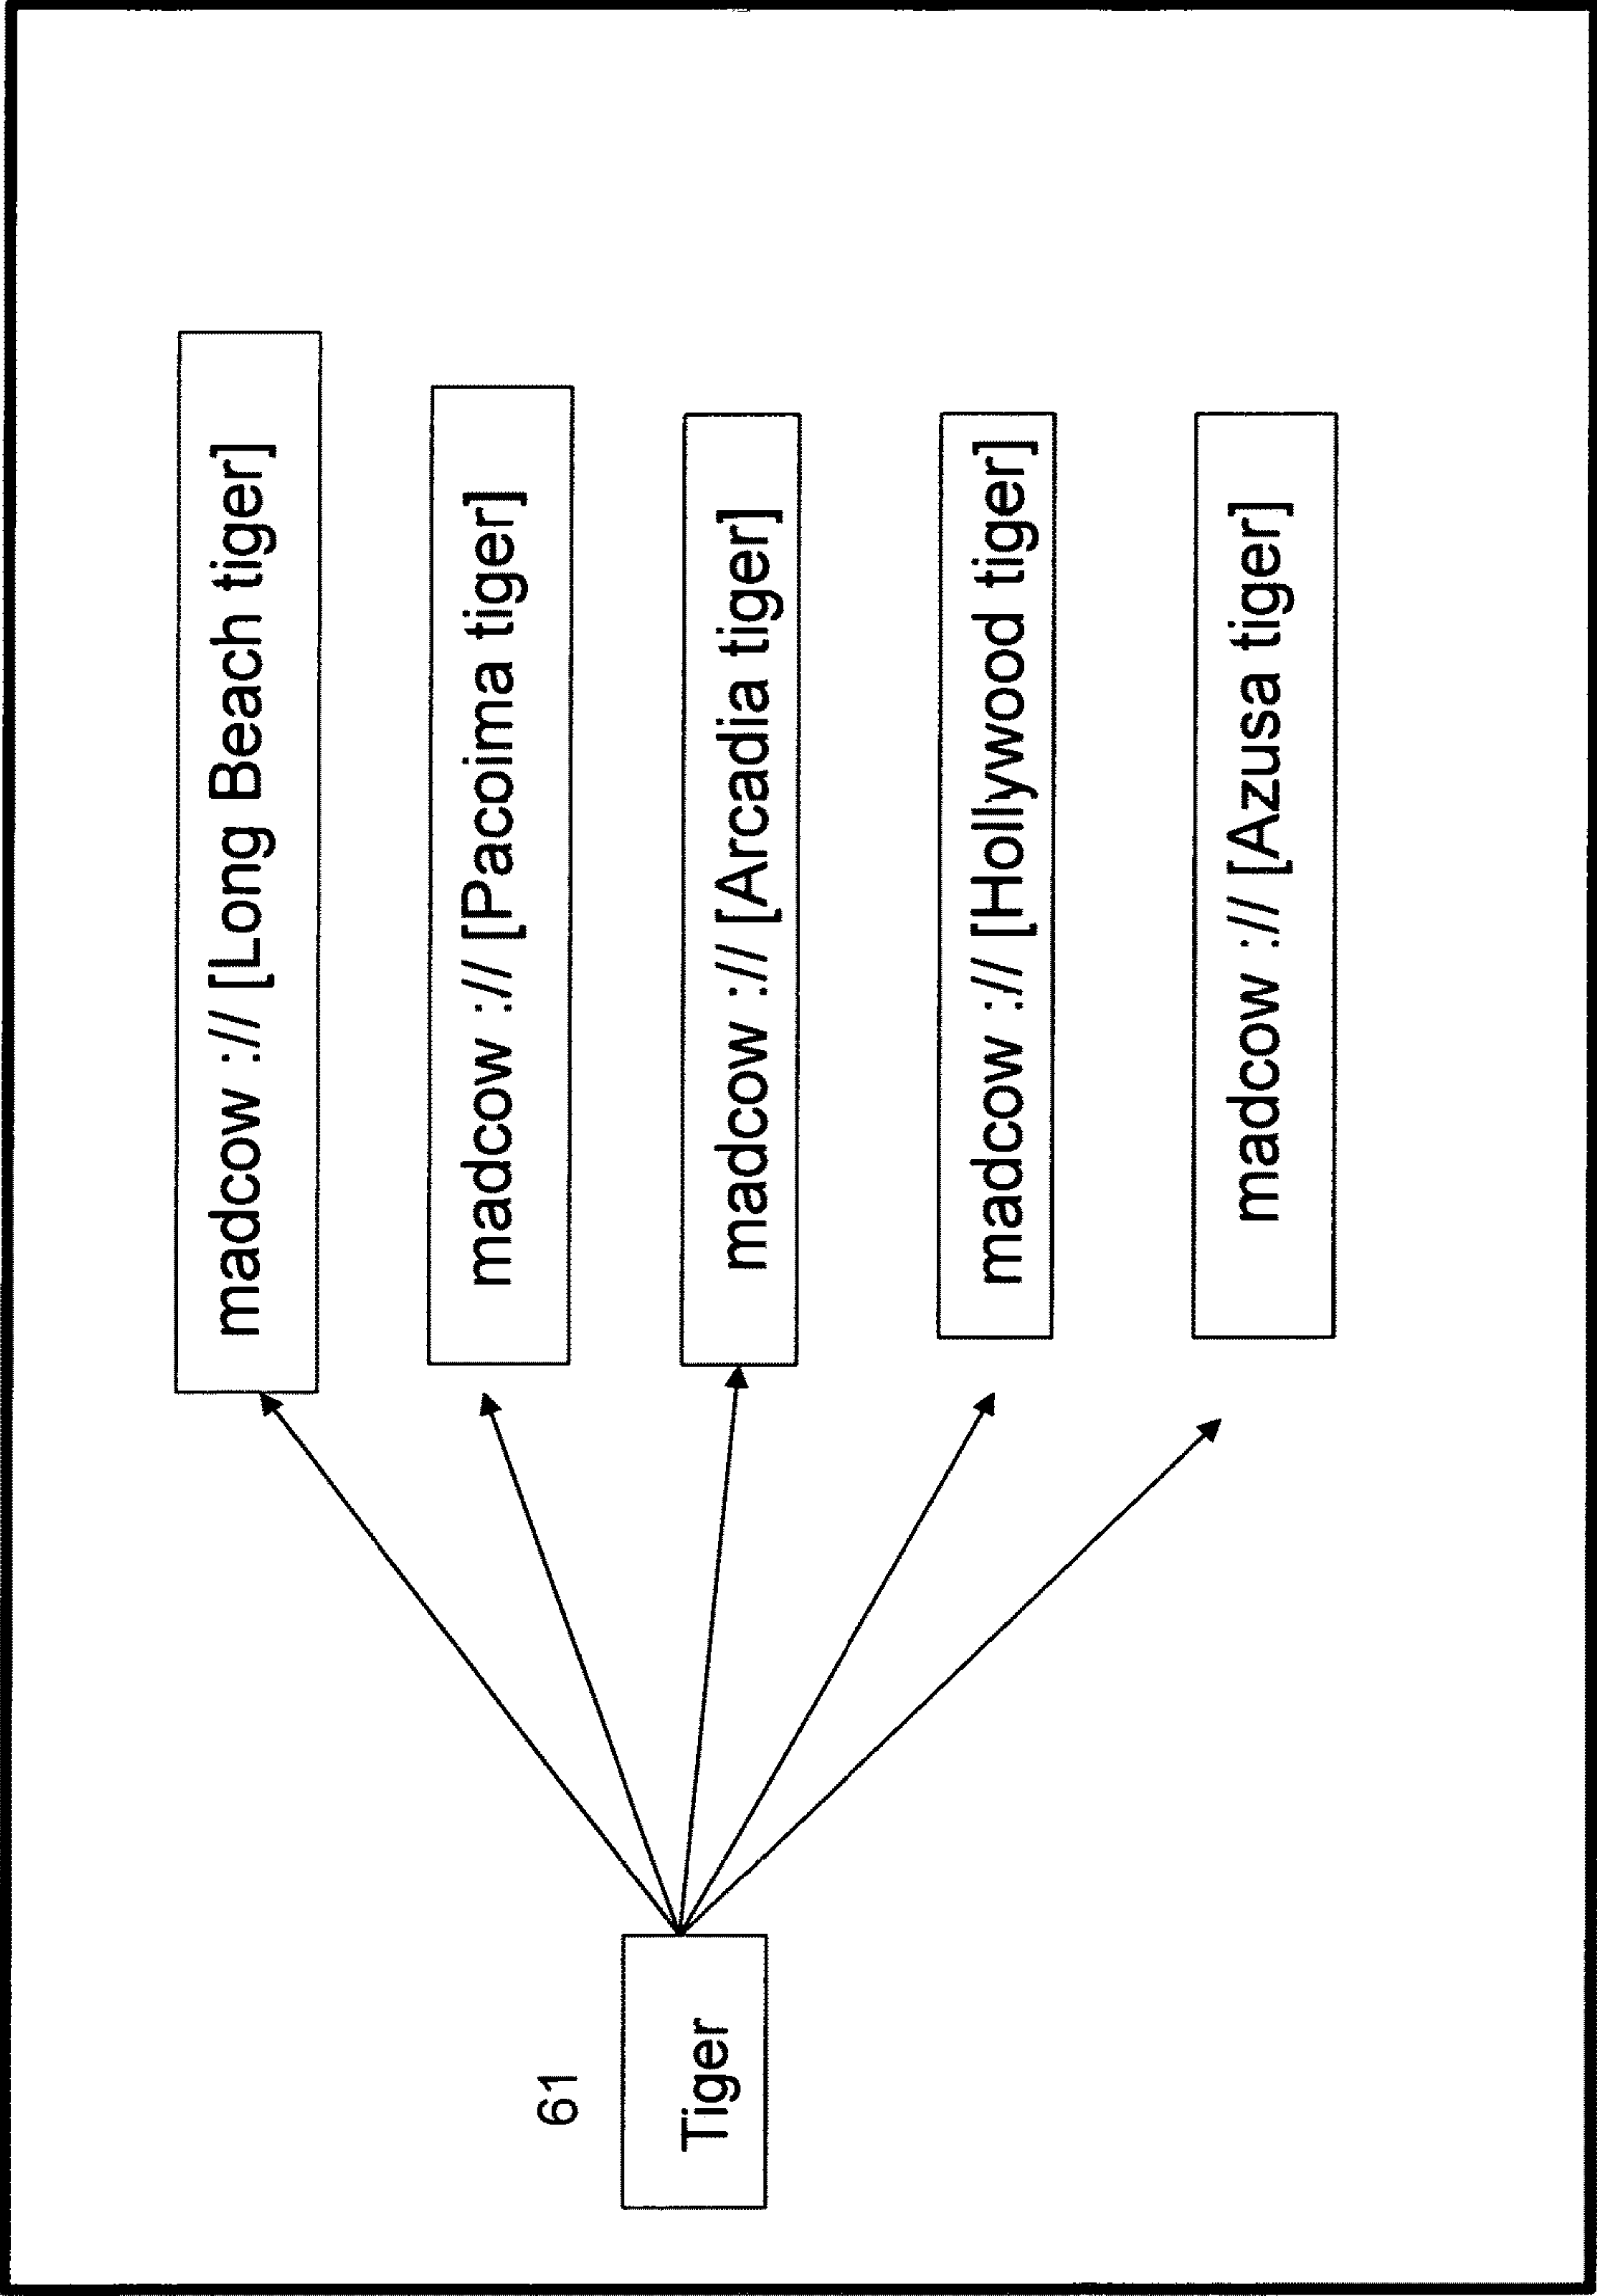 61
Tiger
madcow :// [Long Beach tiger]
madcow :// [Pacoima tiger]
madcow :// [Arcadia tiger]
madcow :// [Hollywood tiger]
madcow :// [Azusa tiger]